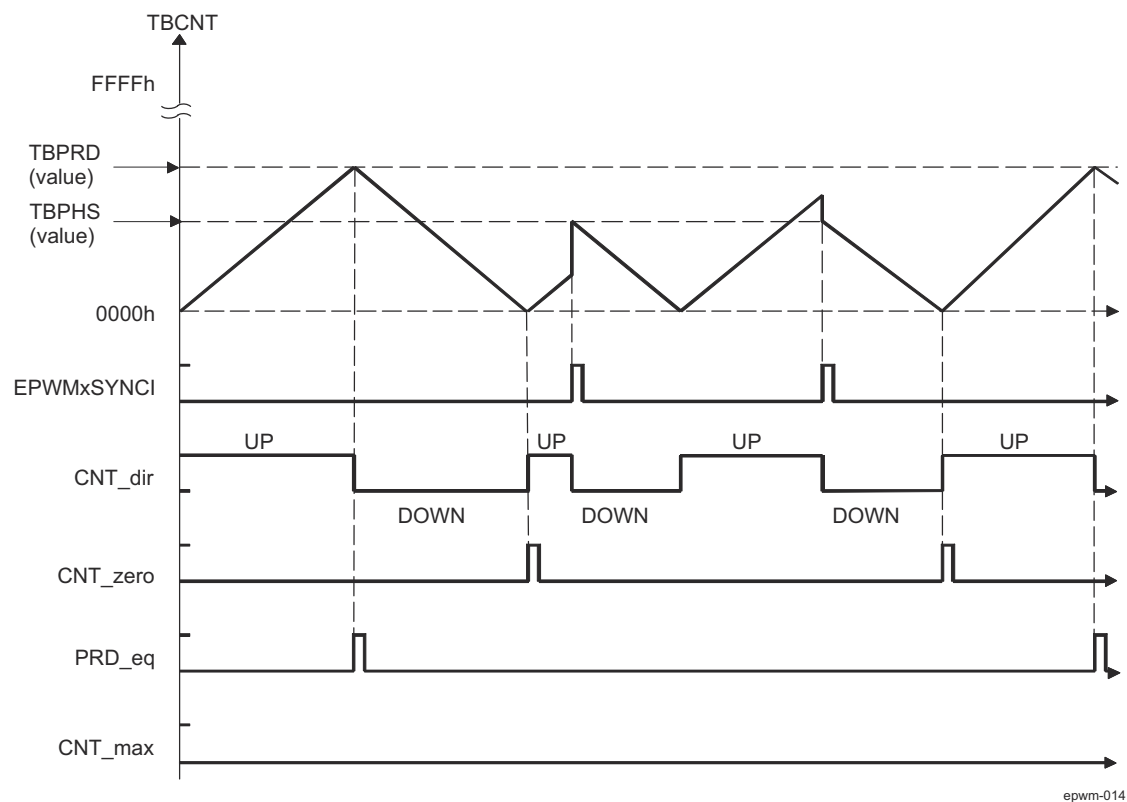 TBCNT
FFFFh
TBPRD
(value)
TBPHS
(value)
0000h
EPWMxSYNCI
UP UP UP UP
CNT_dir
DOWN DOWN DOWN
CNT_zero
PRD_eq
CNT_max
epwm-014